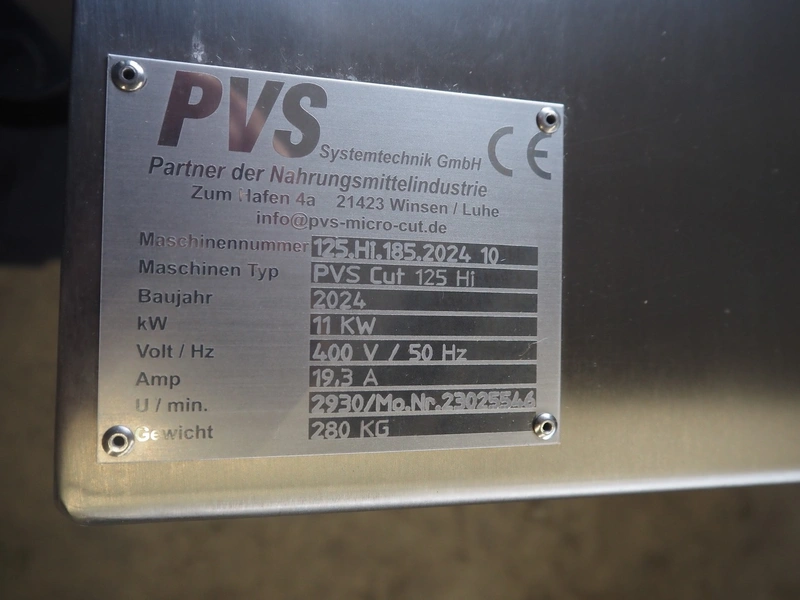 PVS
Systemtechnik GmbH CE
Partner der Nahrungsmittelindustrie
Zum Hafen 4a 21423 Winsen / Luhe
info@pvs-micro-cut.de
Maschinennummer 125.Hi.185.2024 10
Maschinen Typ PVS Cut 125 Hi
Baujahr 2024
kW 11 KW
Volt / Hz 400 V / 50 Hz
Amp 19,3 A
U / min. 2930/Mo.Nr.23025546
Gewicht 280 KG